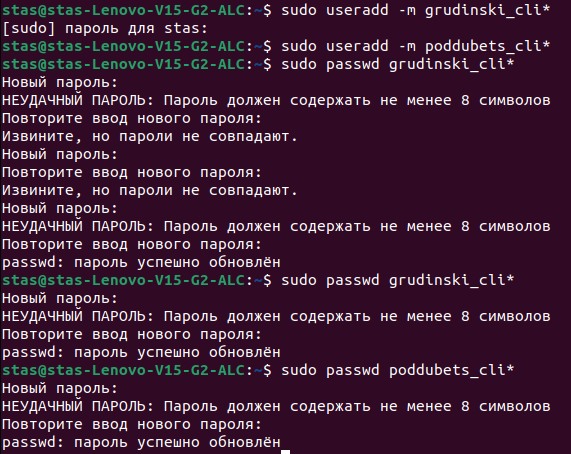 stas@stas-Lenovo-V15-G2-ALC:~$ sudo useradd -m grudinski_cli*
[sudo] пароль для stas:
stas@stas-Lenovo-V15-G2-ALC:~$ sudo useradd -m poddubets_cli*
stas@stas-Lenovo-V15-G2-ALC:~$ sudo passwd grudinski_cli*
Новый пароль:
НЕУДАЧНЫЙ ПАРОЛЬ: Пароль должен содержать не менее 8 символов
Повторите ввод нового пароля:
Извините, но пароли не совпадают.
Новый пароль:
Повторите ввод нового пароля:
Извините, но пароли не совпадают.
Новый пароль:
НЕУДАЧНЫЙ ПАРОЛЬ: Пароль должен содержать не менее 8 символов
Повторите ввод нового пароля:
passwd: пароль успешно обновлён
stas@stas-Lenovo-V15-G2-ALC:~$ sudo passwd grudinski_cli*
Новый пароль:
НЕУДАЧНЫЙ ПАРОЛЬ: Пароль должен содержать не менее 8 символов
Повторите ввод нового пароля:
passwd: пароль успешно обновлён
stas@stas-Lenovo-V15-G2-ALC:~$ sudo passwd poddubets_cli*
Новый пароль:
НЕУДАЧНЫЙ ПАРОЛЬ: Пароль должен содержать не менее 8 символов
Повторите ввод нового пароля:
passwd: пароль успешно обновлён